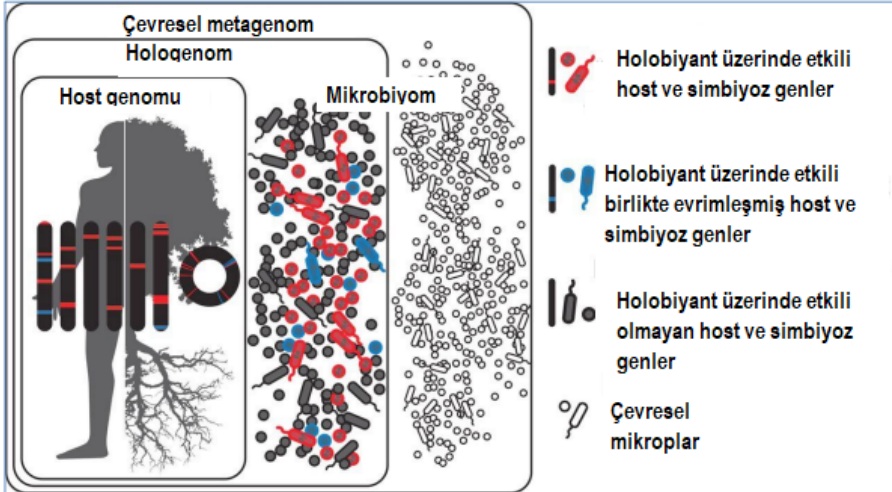 Çevresel metagenom
Hologenom
Host genomu
Mikrobiyom
Holobiyant üzerinde etkili
host ve simbiyoz genler
Holobiyant üzerinde etkili
birlikte evrimleşmiş host ve
simbiyoz genler
Holobiyant üzerinde etkili
olmayan host ve simbiyoz
genler
Çevresel
mikroplar